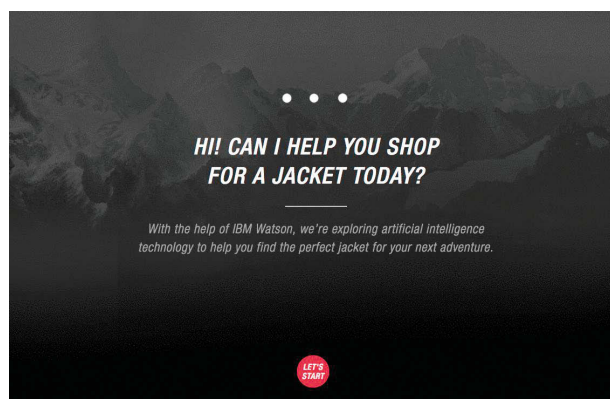 HI! CAN I HELP YOU SHOP
FOR A JACKET TODAY?
With the help of IBM Watson, we're exploring artificial intelligence
technology to help you find the perfect jacket for your next adventure.
LET'S
START